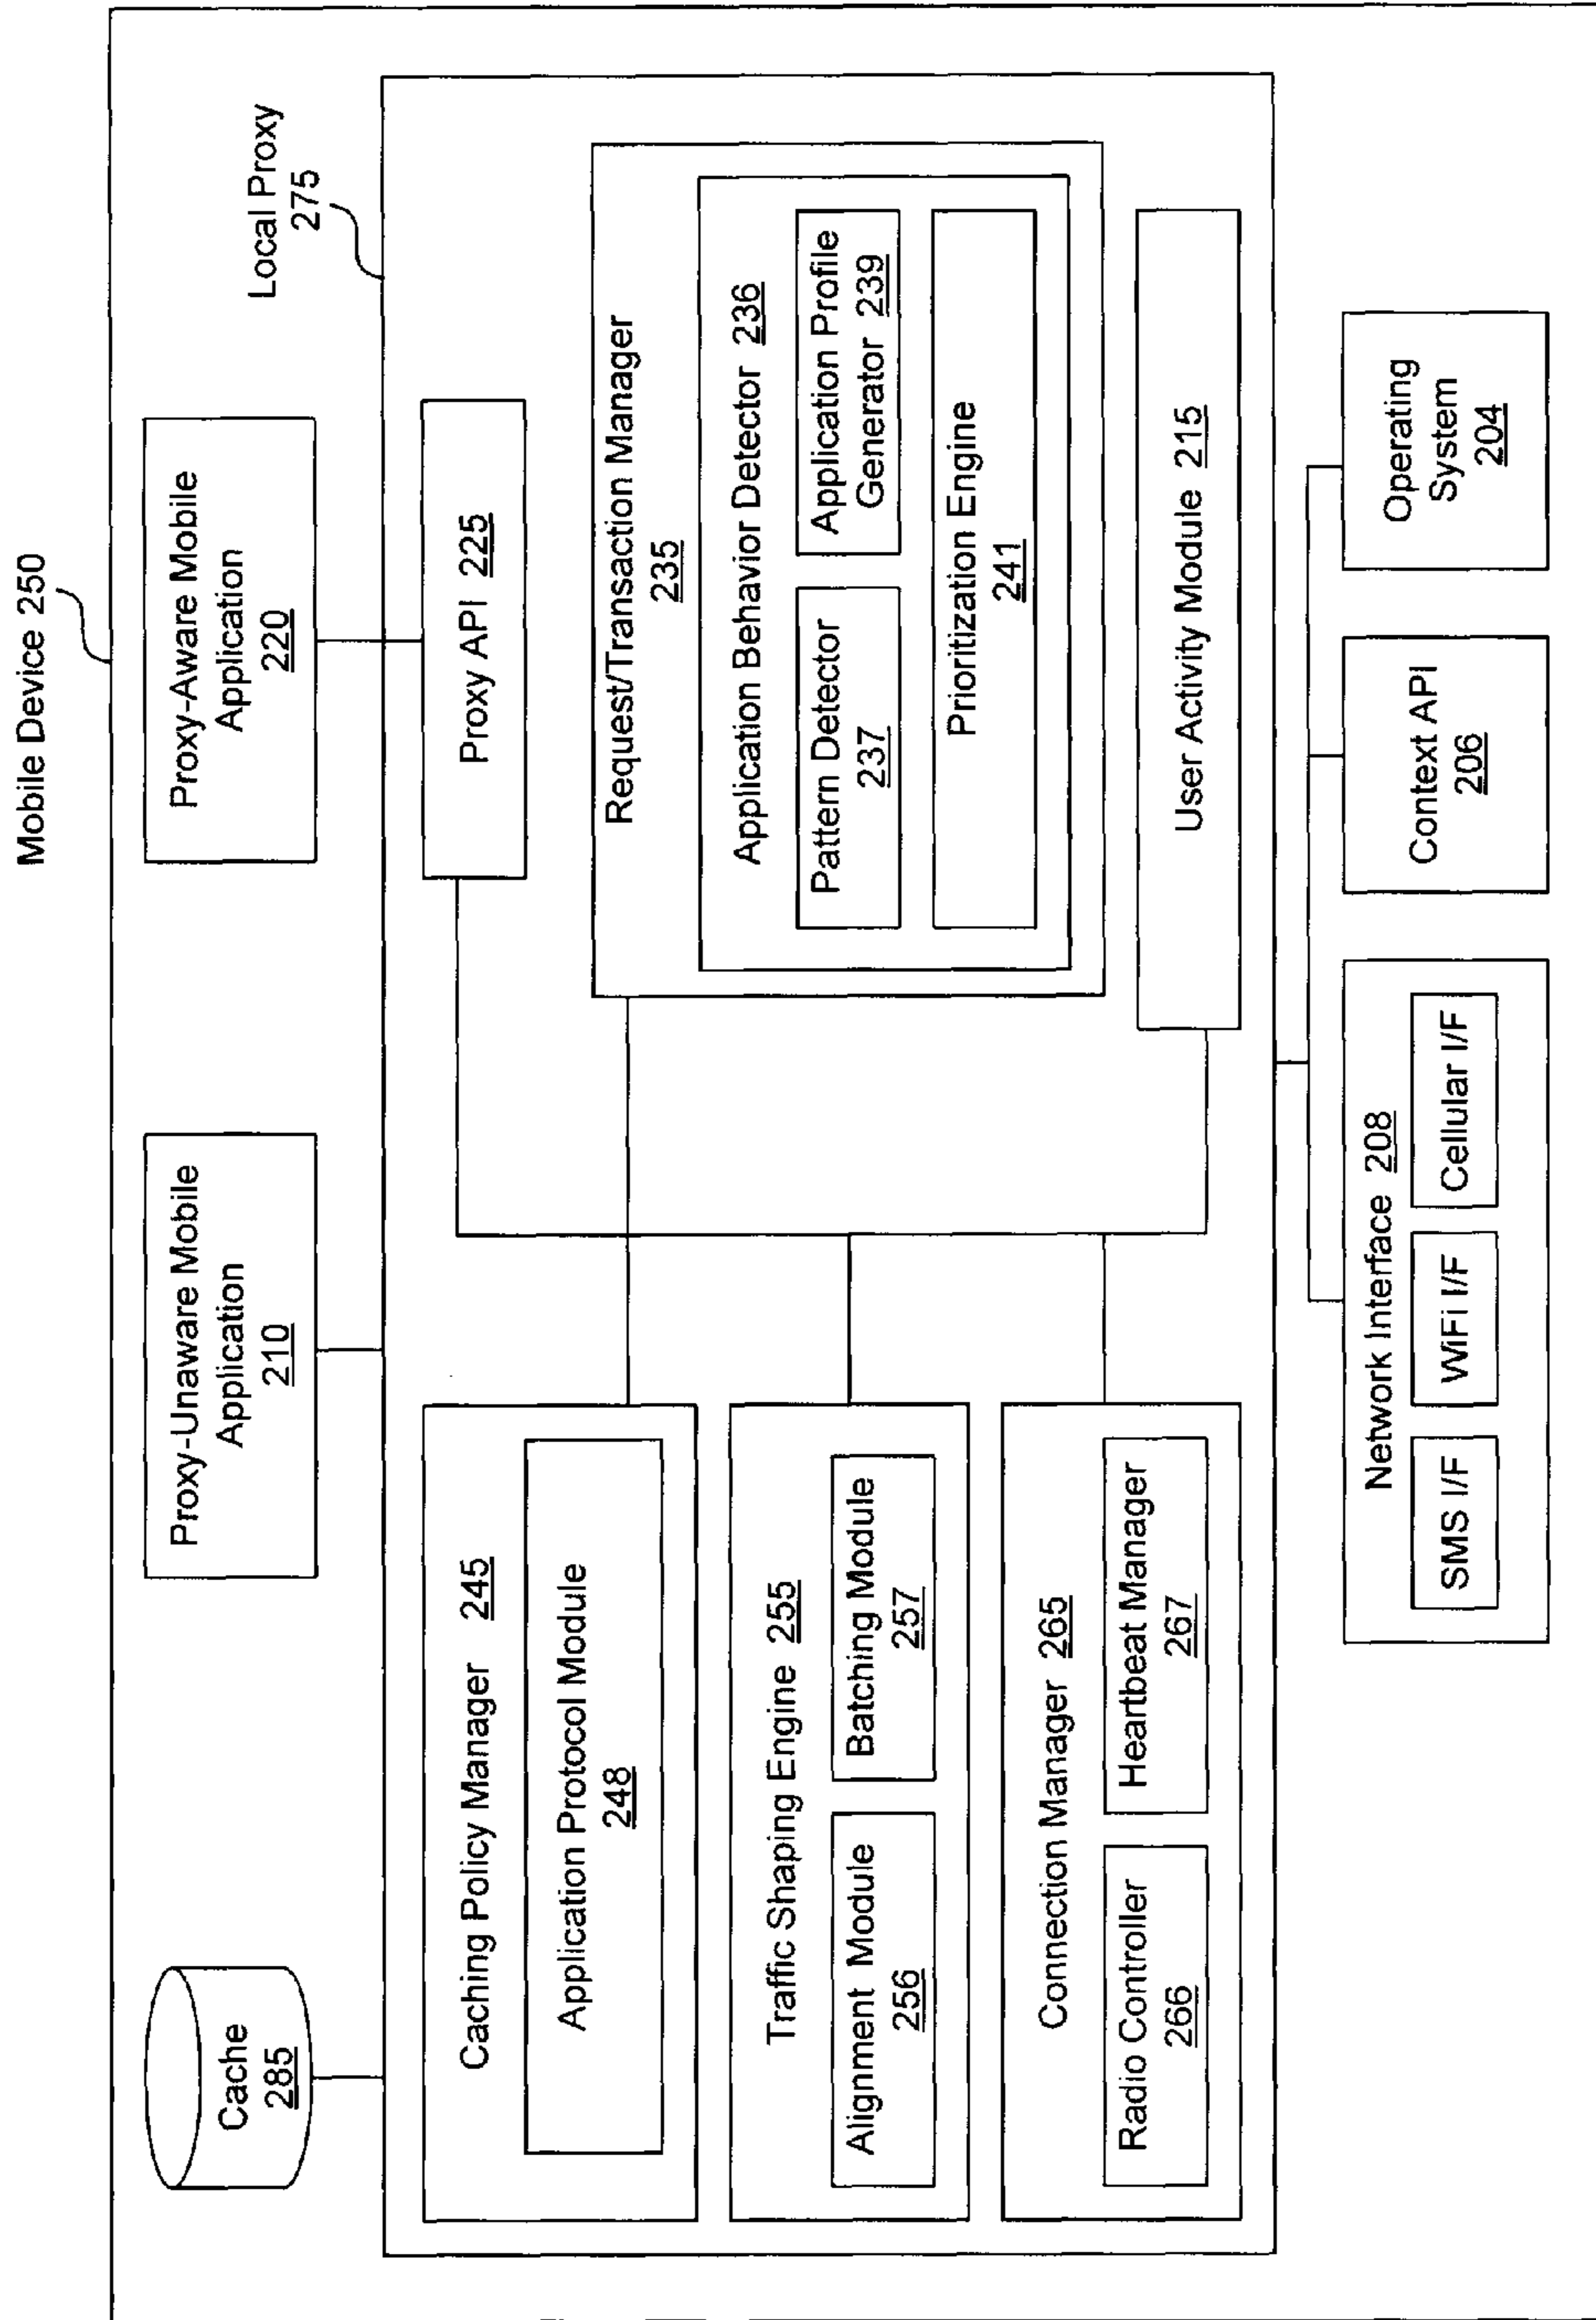 Mobile Device 250
Cache
285
Proxy-Unaware Mobile
Application
210
Proxy-Aware Mobile
Application
220
Local Proxy
275
Caching Policy Manager 245
Application Protocol Module
248
Traffic Shaping Engine 255
Alignment Module
256
Batching Module
257
Connection Manager 265
Radio Controller
266
Heartbeat Manager
267
Proxy API 225
Request/Transaction Manager
235
Application Behavior Detector 236
Pattern Detector
237
Application Profile
Generator 239
Prioritization Engine
241
User Activity Module 215
Network Interface 208
SMS I/F
WiFi I/F
Cellular I/F
Context API
206
Operating
System
204